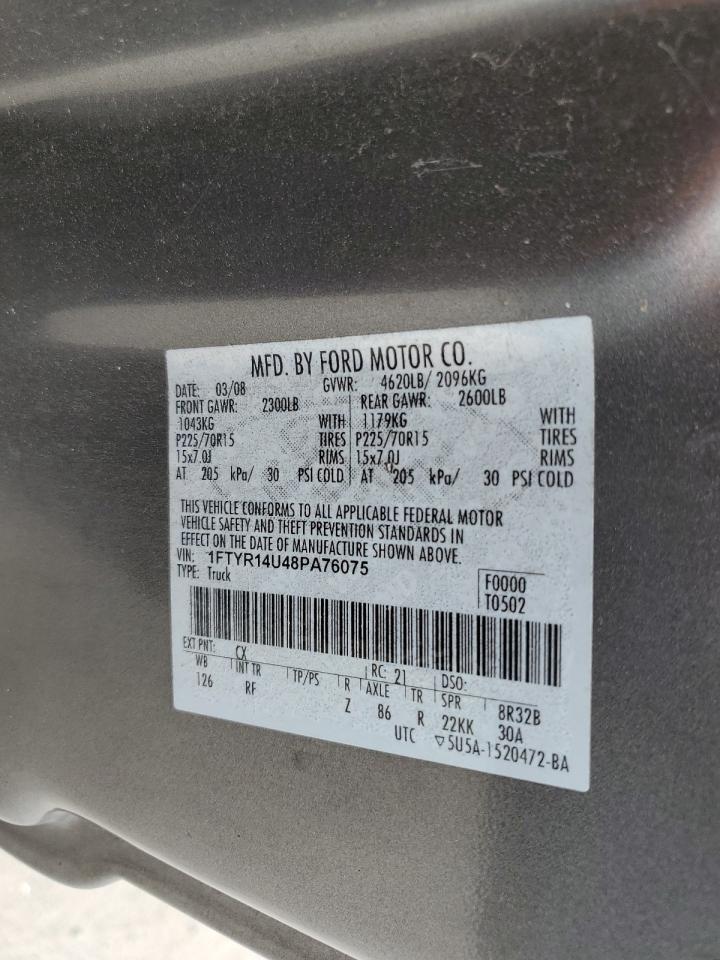 MFD. BY FORD MOTOR CO.
DATE: 03/08 GVWR: 4620LB/ 2096KG
FRONT GAWR: 2300LB REAR GAWR: 2600LB
1043KG WITH 1179KG WITH
P225/70R15 TIRES P225/70R15 TIRES
15x7.0J RIMS 15x7.0J RIMS
AT 205 kPa/ 30 PSI COLD AT 205 kPa/ 30 PSI COLD
THIS VEHICLE CONFORMS TO ALL APPLICABLE FEDERAL MOTOR
VEHICLE SAFETY AND THEFT PREVENTION STANDARDS IN
EFFECT ON THE DATE OF MANUFACTURE SHOWN ABOVE.
VIN: 1FTYR14U48PA76075
TYPE: Truck
F0000
T0502
EXT PNT: CX RC: 21 DSO:
WB INT TR TP/PS R AXLE TR SPR 8R32B
126 RF Z 86 R 22KK 30A
UTC ▽5U5A-1520472-BA